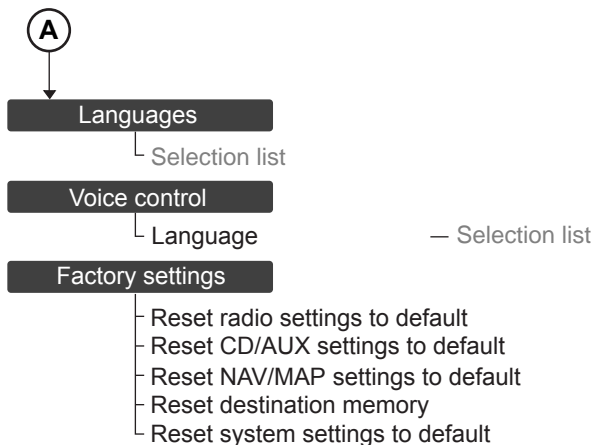 A
Languages
Selection list
Voice control
Language — Selection list
Factory settings
Reset radio settings to default
Reset CD/AUX settings to default
Reset NAV/MAP settings to default
Reset destination memory
Reset system settings to default